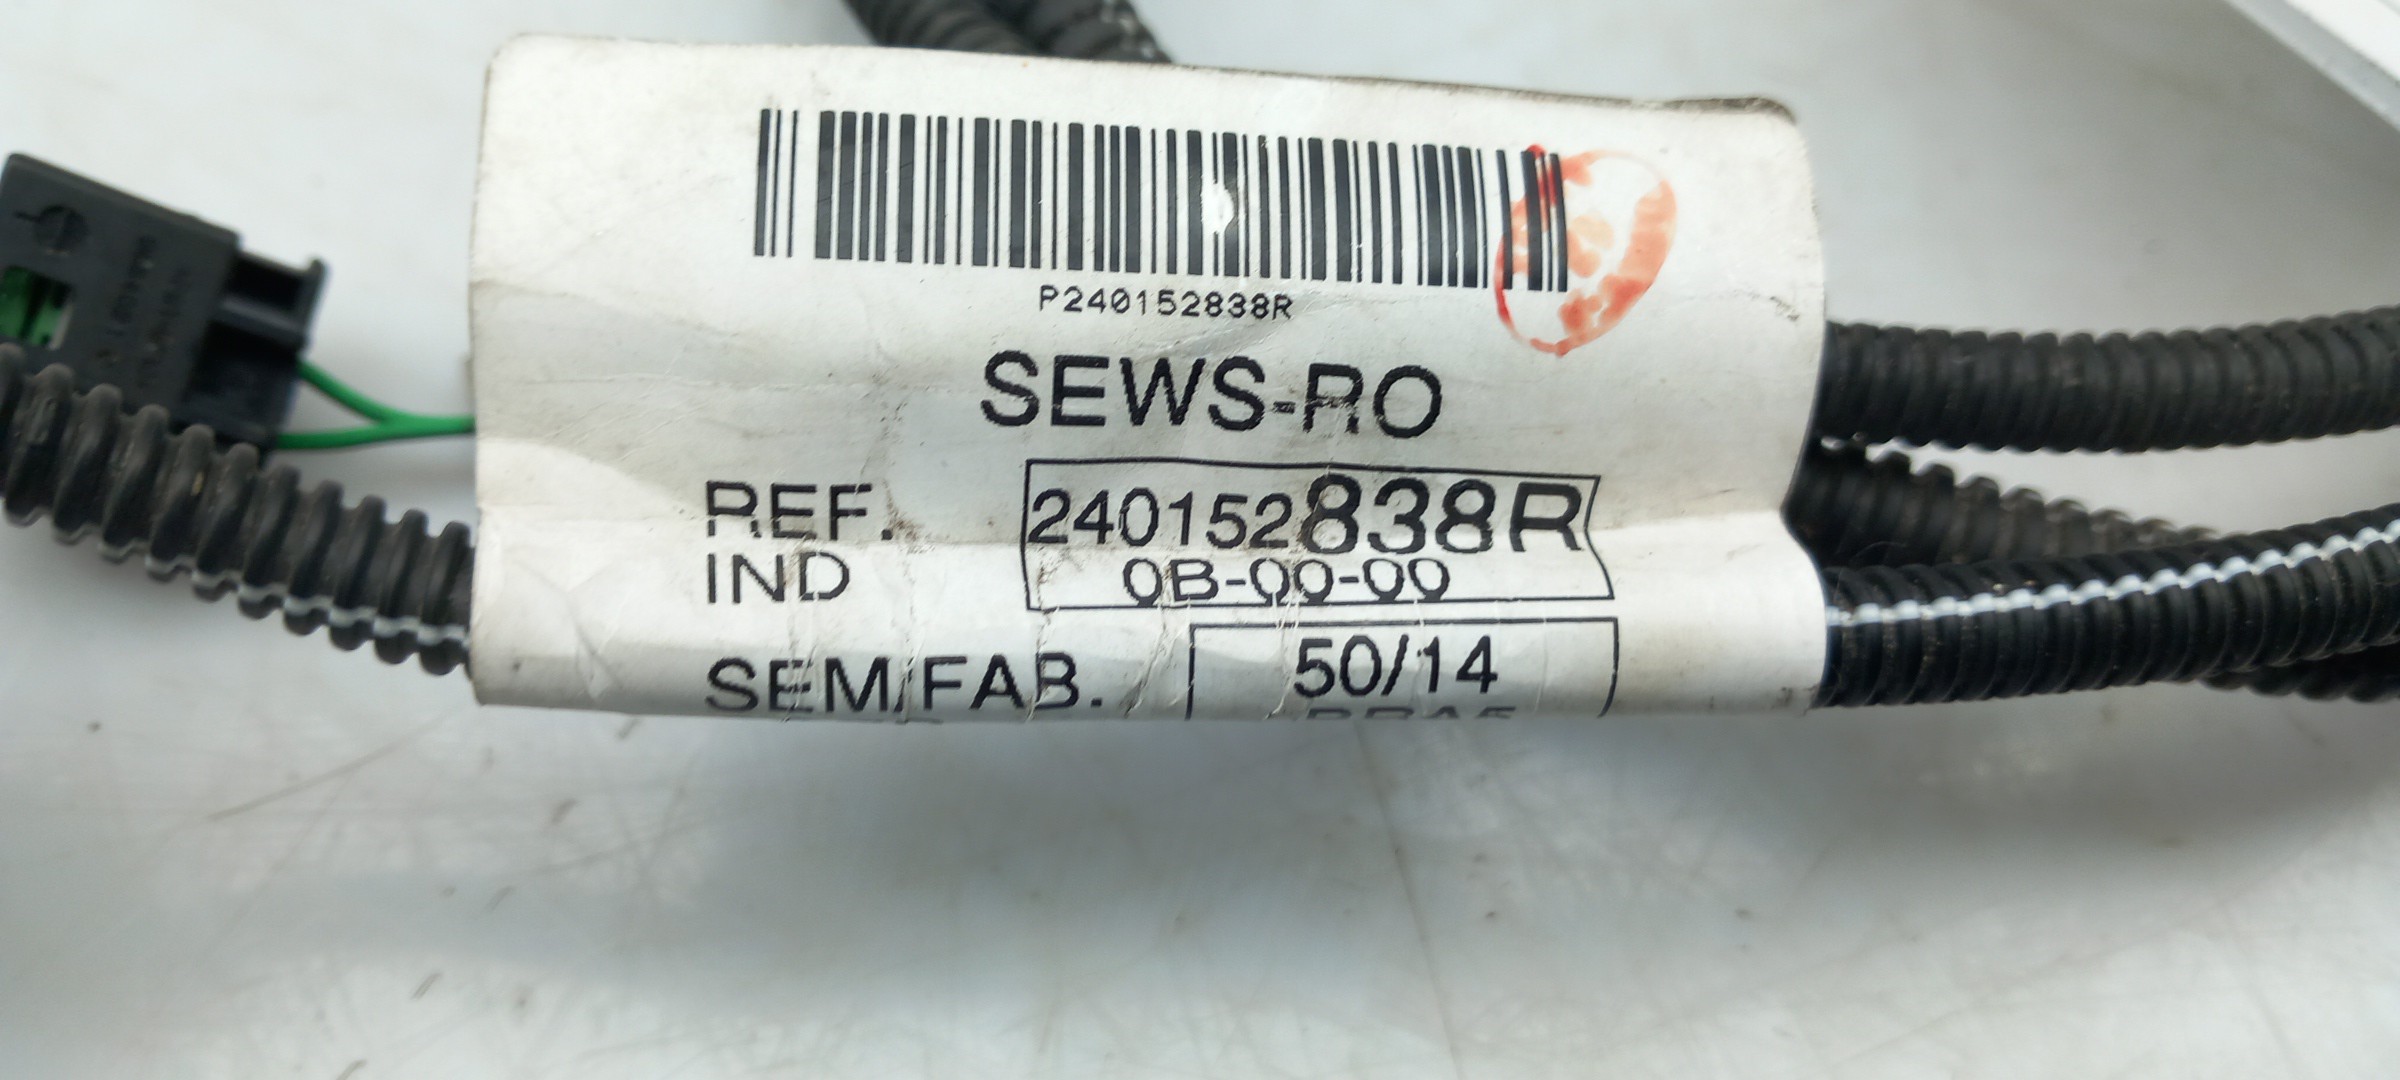 P240152838R
SEWS-RO
REF. 240152838R
IND 0B-00-00
SEM/FAB. 50/14